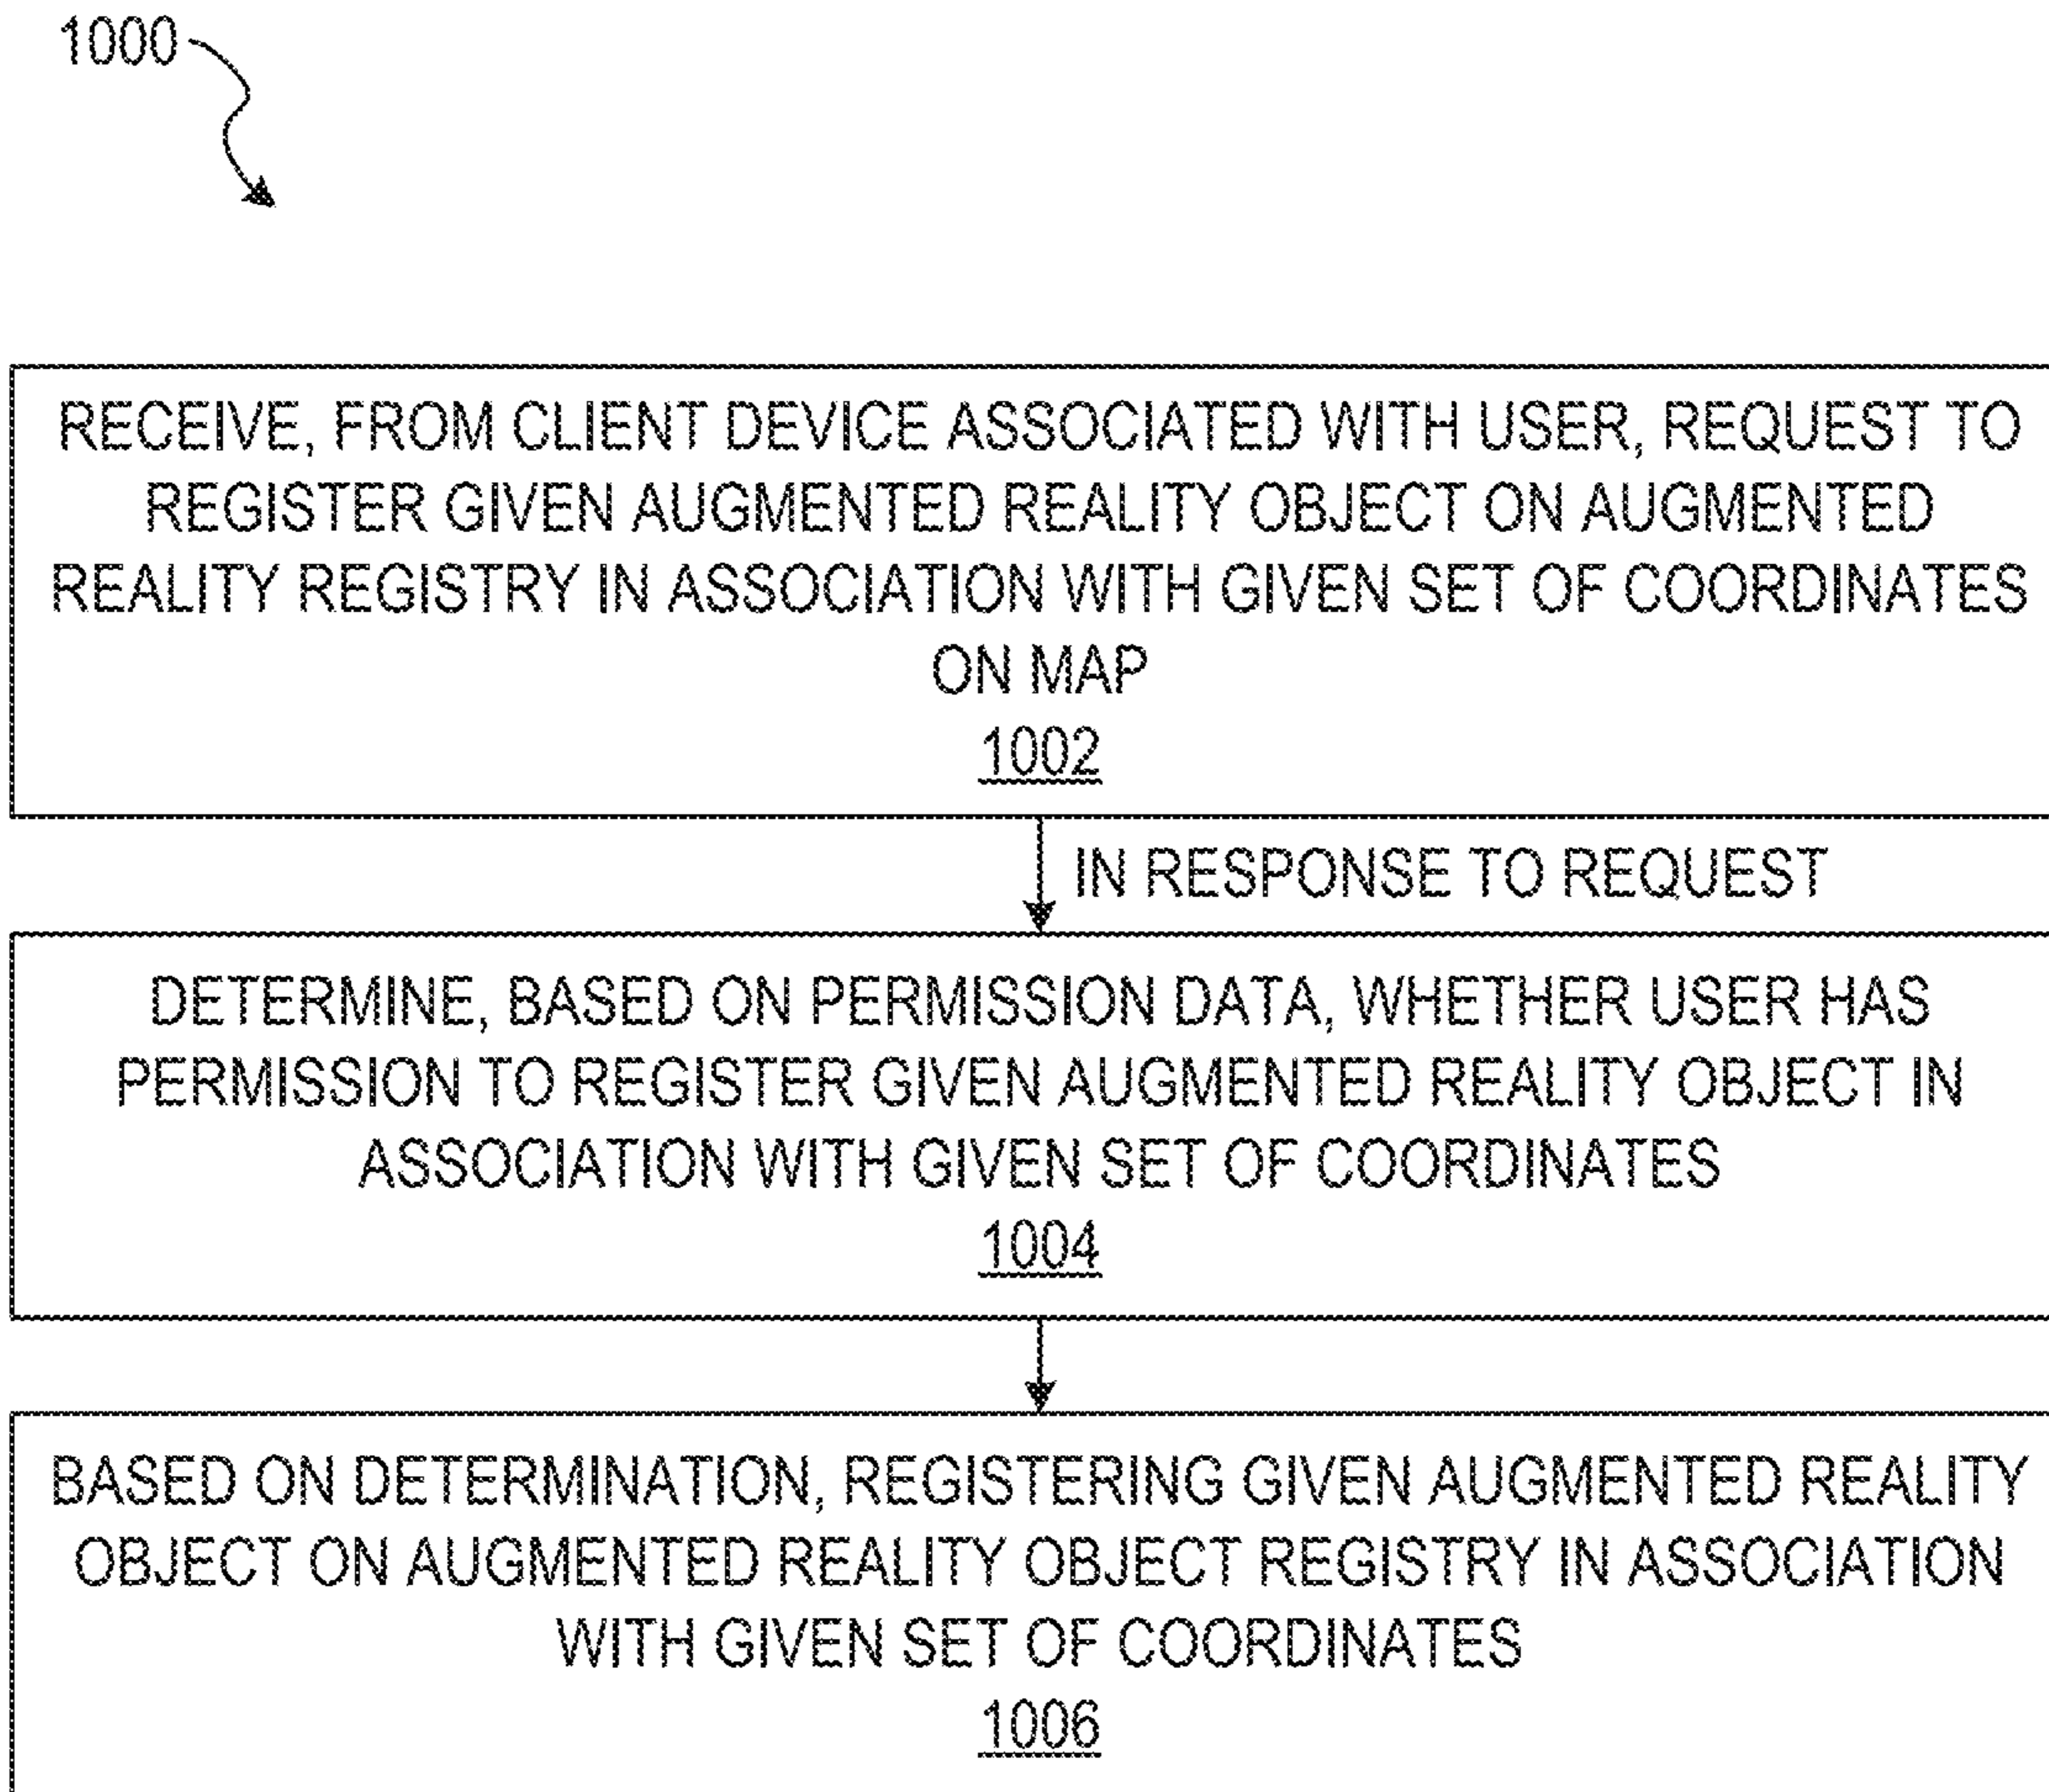 1000
RECEIVE, FROM CLIENT DEVICE ASSOCIATED WITH USER, REQUEST TO
REGISTER GIVEN AUGMENTED REALITY OBJECT ON AUGMENTED
REALITY REGISTRY IN ASSOCIATION WITH GIVEN SET OF COORDINATES
ON MAP
1002
IN RESPONSE TO REQUEST
DETERMINE, BASED ON PERMISSION DATA, WHETHER USER HAS
PERMISSION TO REGISTER GIVEN AUGMENTED REALITY OBJECT IN
ASSOCIATION WITH GIVEN SET OF COORDINATES
1004
BASED ON DETERMINATION, REGISTERING GIVEN AUGMENTED REALITY
OBJECT ON AUGMENTED REALITY OBJECT REGISTRY IN ASSOCIATION
WITH GIVEN SET OF COORDINATES
1006